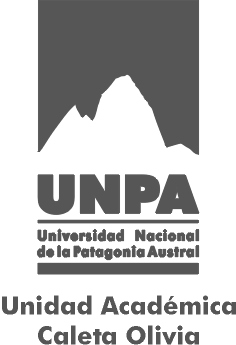 UNPA
Universidad Nacional
de la Patagonia Austral
Unidad Académica
Caleta Olivia